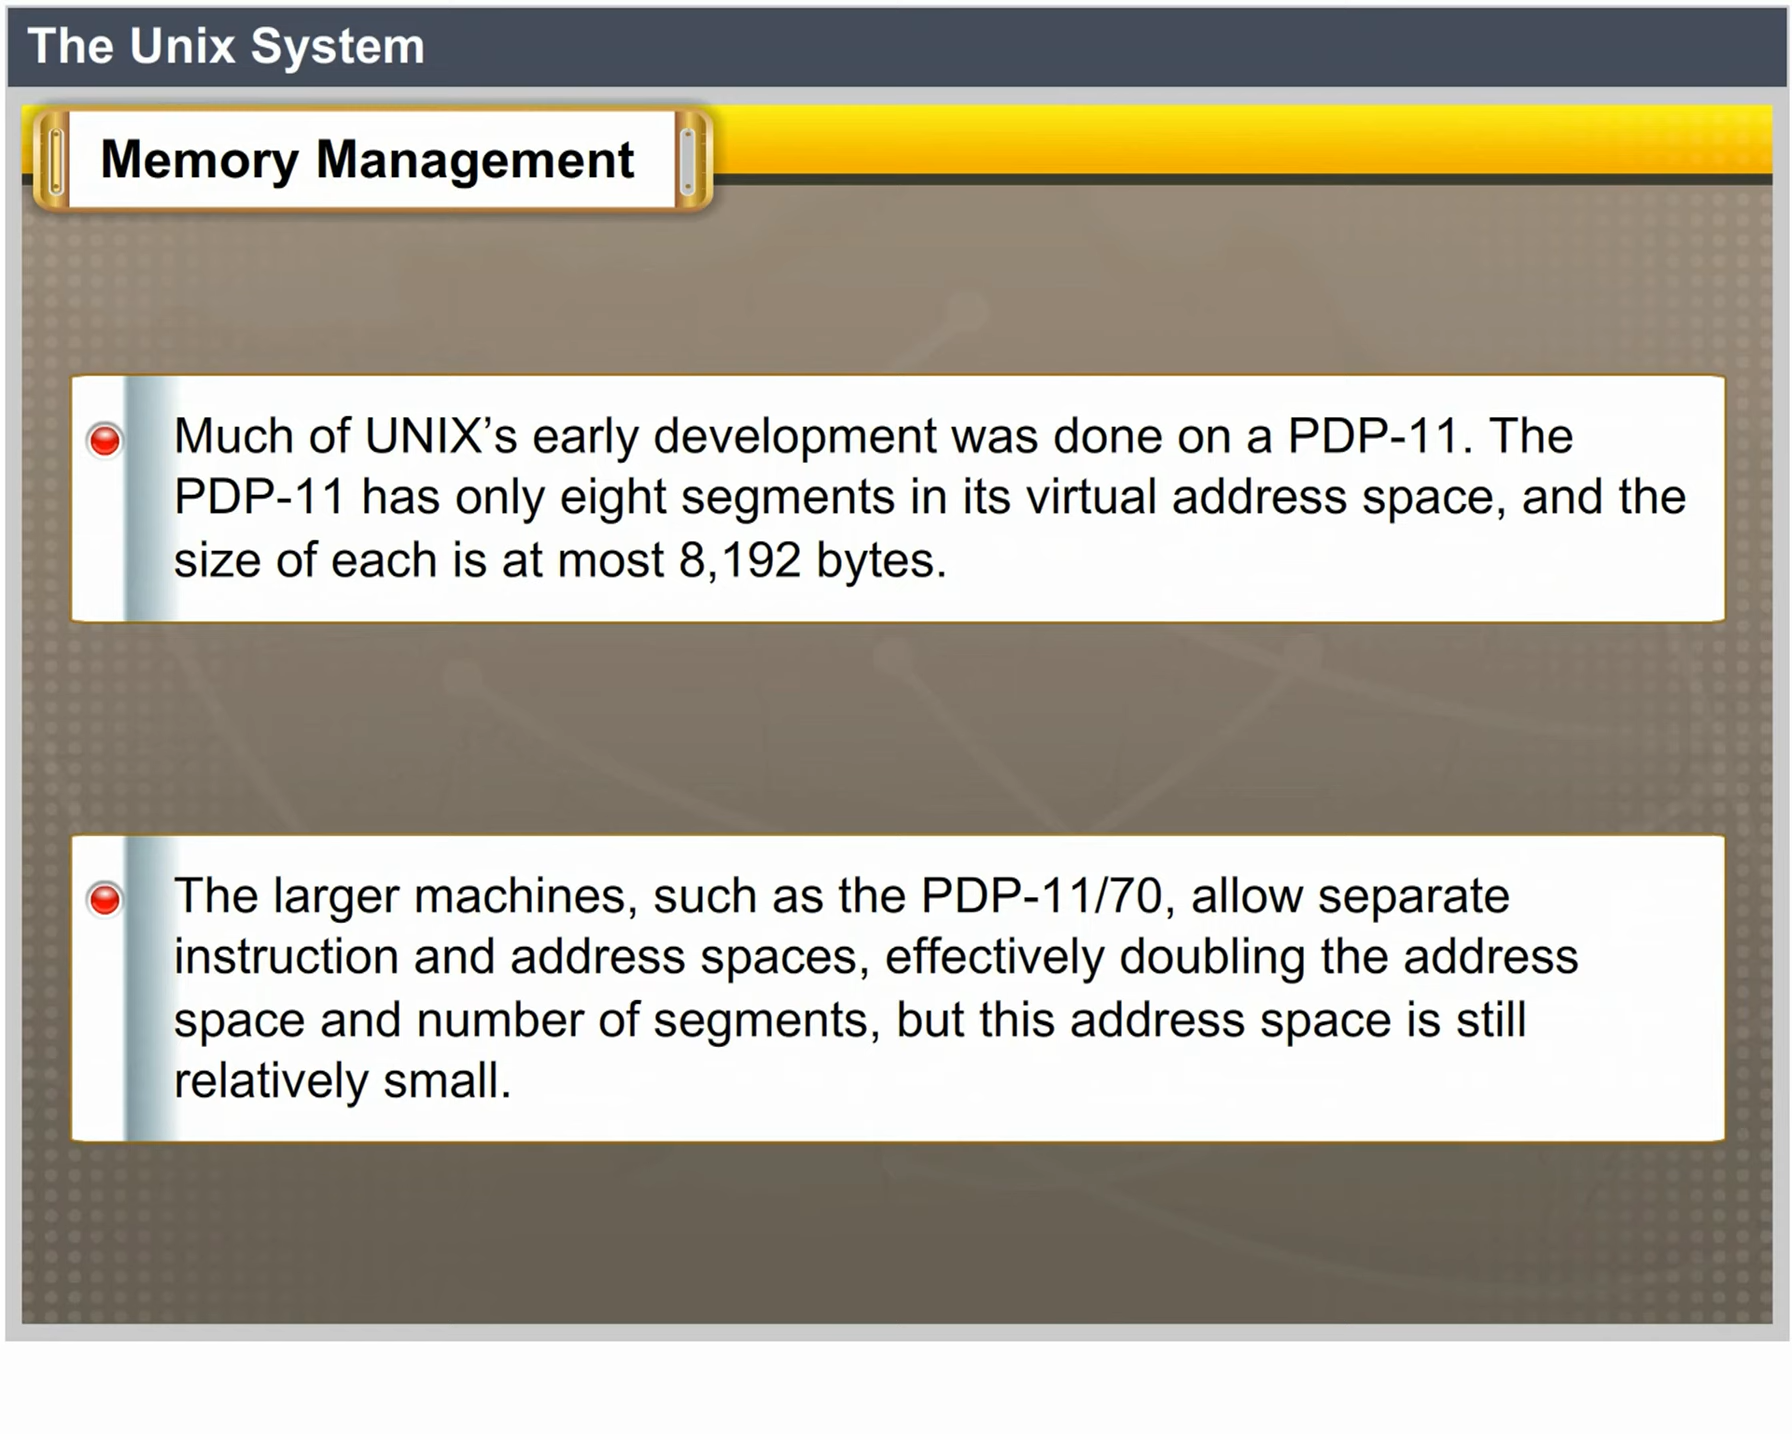 The Unix System
Memory Management
Much of UNIX’s early development was done on a PDP-11. The
PDP-11 has only eight segments in its virtual address space, and the
size of each is at most 8,192 bytes.
The larger machines, such as the PDP-11/70, allow separate
instruction and address spaces, effectively doubling the address
space and number of segments, but this address space is still
relatively small.